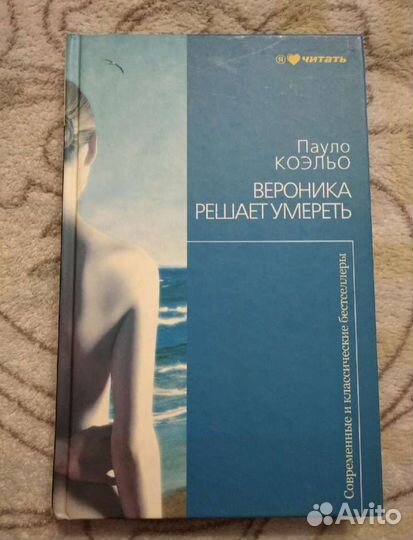 Я ❤ читать
Пауло
КОЭЛЬО
ВЕРОНИКА
РЕШАЕТ УМЕРЕТЬ
Современные и классические бестселлеры
Avito